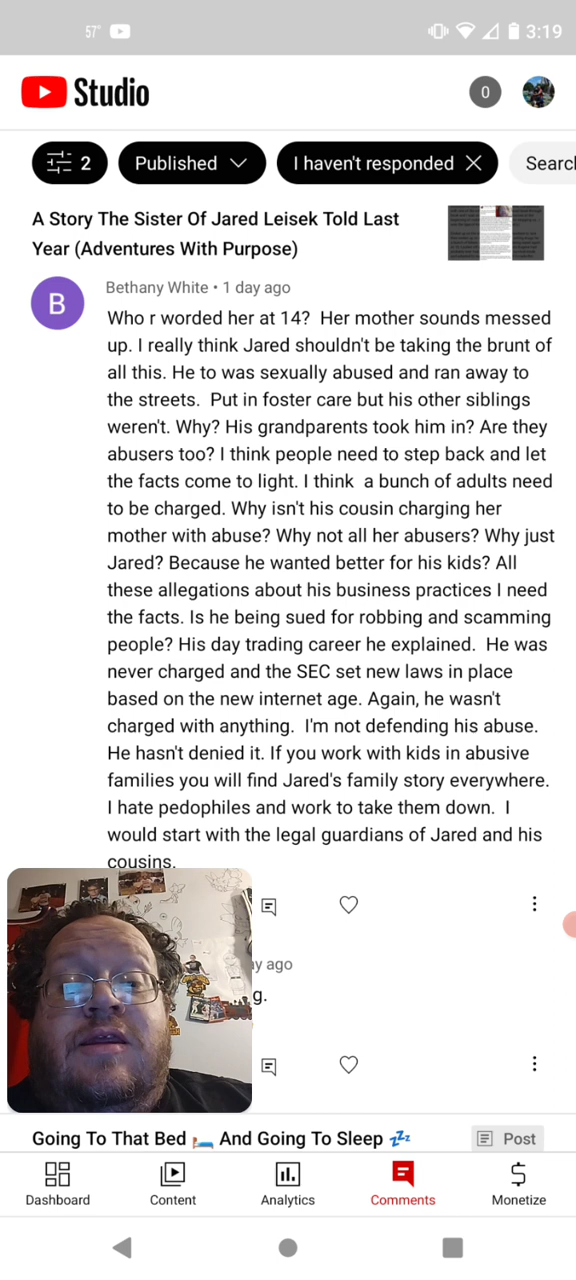 57°
3:19
Studio
0
2
Published
I haven't responded
Search
A Story The Sister Of Jared Leisek Told Last
Year (Adventures With Purpose)
B
Bethany White • 1 day ago
Who r worded her at 14?  Her mother sounds messed
up. I really think Jared shouldn't be taking the brunt of
all this. He to was sexually abused and ran away to
the streets.  Put in foster care but his other siblings
weren't. Why? His grandparents took him in? Are they
abusers too? I think people need to step back and let
the facts come to light. I think  a bunch of adults need
to be charged. Why isn't his cousin charging her
mother with abuse? Why not all her abusers? Why just
Jared? Because he wanted better for his kids? All
these allegations about his business practices I need
the facts. Is he being sued for robbing and scamming
people? His day trading career he explained.  He was
never charged and the SEC set new laws in place
based on the new internet age. Again, he wasn't
charged with anything.  I'm not defending his abuse.
He hasn't denied it. If you work with kids in abusive
families you will find Jared's family story everywhere.
I hate pedophiles and work to take them down.  I
would start with the legal guardians of Jared and his
cousins.
ago
g.
Going To That Bed 🛏️ And Going To Sleep 💤
Post
Dashboard
Content
Analytics
Comments
Monetize